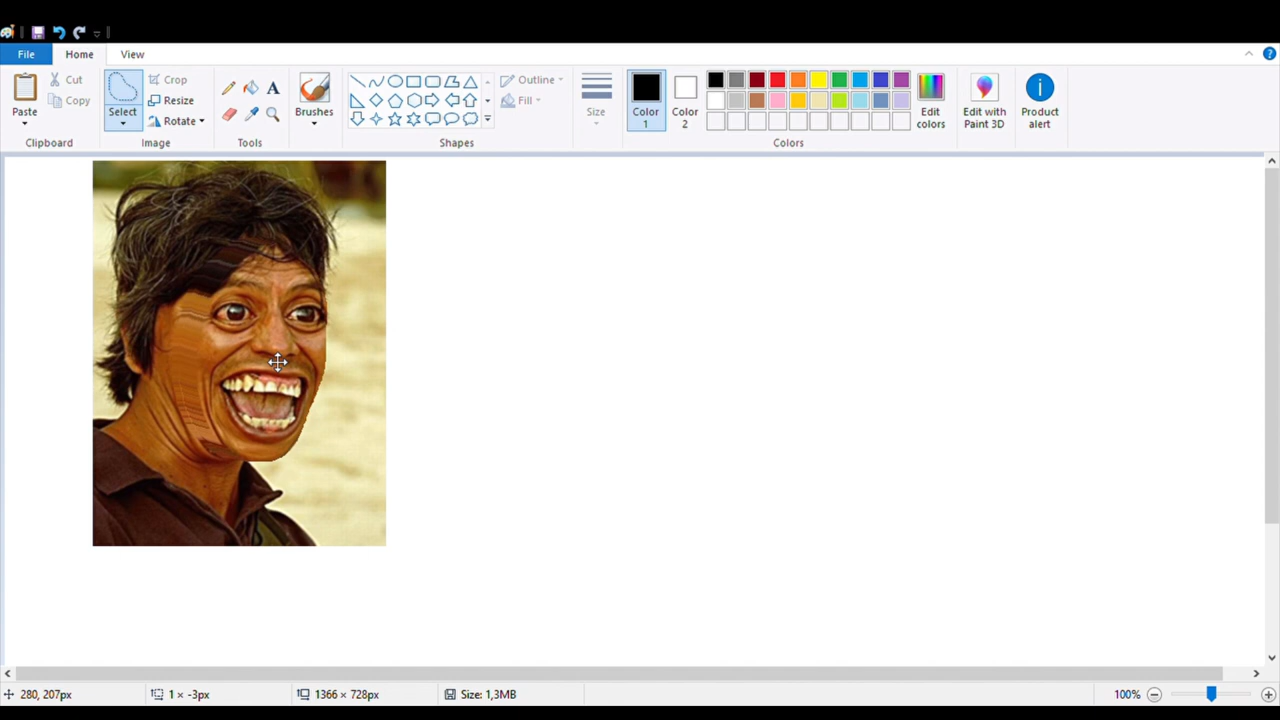 File Home View
Paste Cut Copy
Clipboard
Select Crop Resize Rotate
Image
A
Tools
Brushes
Outline Fill
Shapes
Size
Color 1 Color 2
Edit colors
Colors
Edit with Paint 3D
Product alert
280, 207px 1 × -3px 1366 × 728px Size: 1,3MB 100%